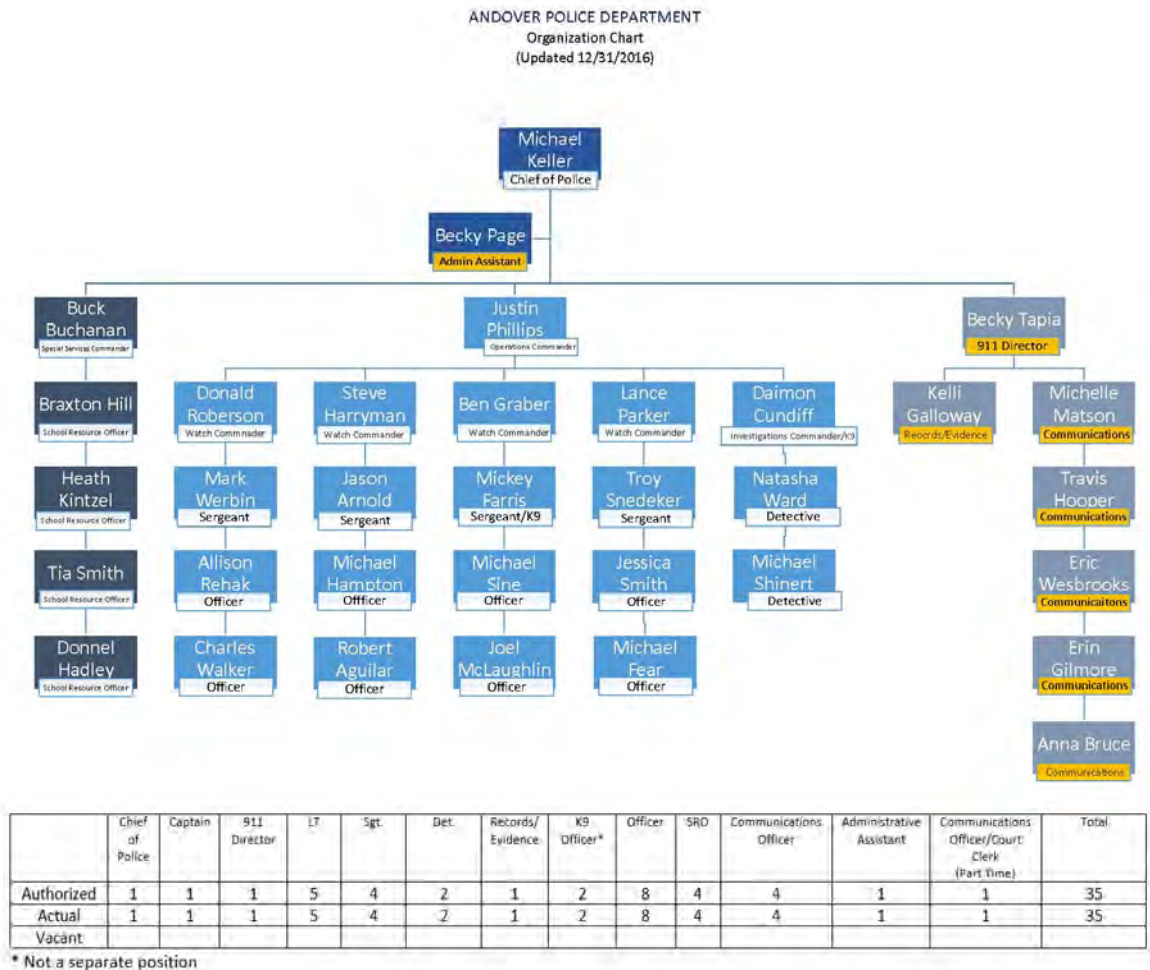 ANDOVER POLICE DEPARTMENT
Organization Chart
(Updated 12/31/2016)
Michael
Keller
Chief of Police
Becky Page
Admin Assistant
Buck
Buchanan
Special Services Commander
Justin
Phillips
Operations Commander
Becky Tapia
911 Director
Braxton Hill
School Resource Officer
Donald
Roberson
Watch Commnader
Steve
Harryman
Watch Commander
Ben Graber
Watch Commander
Lance
Parker
Watch Commander
Daimon
Cundiff
Investigations Commander/K9
Kelli
Galloway
Records/Evidence
Michelle
Matson
Communications
Heath
Kintzel
School Resource Officer
Mark
Werbin
Sergeant
Jason
Arnold
Sergeant
Mickey
Farris
Sergeant/K9
Troy
Snedeker
Sergeant
Natasha
Ward
Detective
Travis
Hooper
Communications
Tia Smith
School Resource Officer
Allison
Rehak
Officer
Michael
Hampton
Offficer
Michael
Sine
Officer
Jessica
Smith
Officer
Michael
Shinert
Detective
Eric
Wesbrooks
Communicaitons
Donnel
Hadley
School Resource Officer
Charles
Walker
Officer
Robert
Aguilar
Officer
Joel
McLaughlin
Officer
Michael
Fear
Officer
Erin
Gilmore
Communications
Anna Bruce
Communications
Chief of Police Captain 911 Director LT Sgt. Det. Records/Evidence K9 Officer* Officer SRO Communications Officer Administrative Assistant Communications Officer/Court Clerk (Part Time) Total
Authorized 1 1 1 5 4 2 1 2 8 4 4 1 1 35
Actual 1 1 1 5 4 2 1 2 8 4 4 1 1 35
Vacant
* Not a separate position